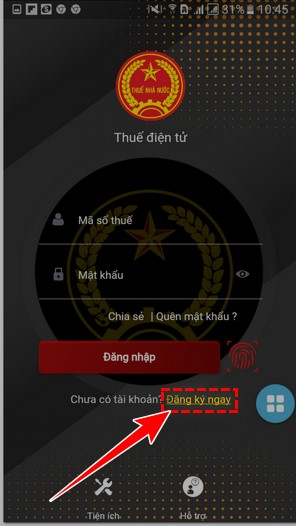 31% 10:45
THUẾ NHÀ NƯỚC
Thuế điện tử
Mã số thuế
Mật khẩu
Chia sẻ | Quên mật khẩu ?
Đăng nhập
Chưa có tài khoản? Đăng ký ngay
Tiện ích Hỗ trợ